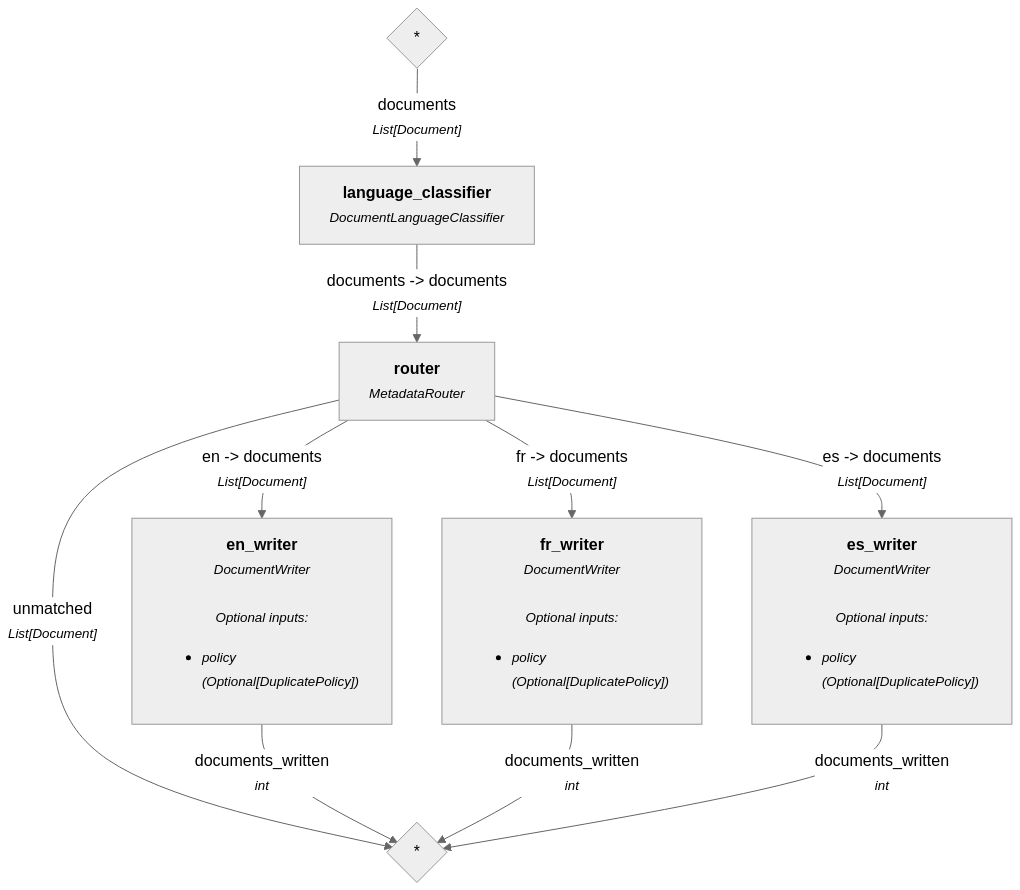 *
documents
List[Document]
language_classifier
DocumentLanguageClassifier
documents -> documents
List[Document]
router
MetadataRouter
en -> documents
List[Document]
fr -> documents
List[Document]
es -> documents
List[Document]
en_writer
DocumentWriter
Optional inputs:
• policy
(Optional[DuplicatePolicy])
fr_writer
DocumentWriter
Optional inputs:
• policy
(Optional[DuplicatePolicy])
es_writer
DocumentWriter
Optional inputs:
• policy
(Optional[DuplicatePolicy])
unmatched
List[Document]
documents_written
int
documents_written
int
documents_written
int
*